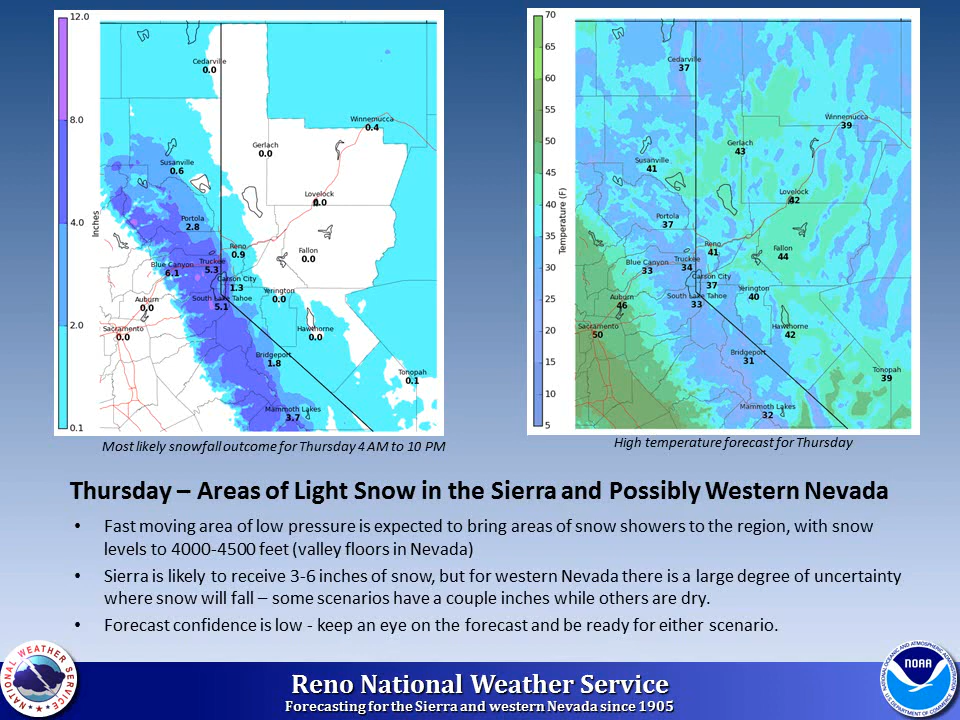 12.0
8.0
4.0
2.0
0.1
Inches
Cedarville
0.0
Winnemucca
0.4
Gerlach
0.0
Susanville
0.6
Lovelock
0.0
Portola
2.8
Reno
0.9
Fallon
0.0
Blue Canyon
6.1
Truckee
5.3
Carson City
1.3
Yerington
0.0
South Lake Tahoe
5.1
Auburn
0.0
Sacramento
0.0
Hawthorne
0.0
Bridgeport
1.8
Tonopah
0.1
Mammoth Lakes
3.7
Most likely snowfall outcome for Thursday 4 AM to 10 PM
70
65
60
55
50
45
40
35
30
25
20
15
10
5
Temperature (F)
Cedarville
37
Winnemucca
39
Gerlach
43
Susanville
41
Lovelock
42
Portola
37
Reno
41
Fallon
44
Blue Canyon
33
Truckee
34
Carson City
37
Yerington
40
South Lake Tahoe
33
Auburn
46
Sacramento
50
Hawthorne
42
Bridgeport
31
Tonopah
39
Mammoth Lakes
32
High temperature forecast for Thursday
Thursday – Areas of Light Snow in the Sierra and Possibly Western Nevada
• Fast moving area of low pressure is expected to bring areas of snow showers to the region, with snow
levels to 4000-4500 feet (valley floors in Nevada)
• Sierra is likely to receive 3-6 inches of snow, but for western Nevada there is a large degree of uncertainty
where snow will fall – some scenarios have a couple inches while others are dry.
• Forecast confidence is low - keep an eye on the forecast and be ready for either scenario.
NATIONAL WEATHER SERVICE
Reno National Weather Service
Forecasting for the Sierra and western Nevada since 1905
NATIONAL OCEANIC AND ATMOSPHERIC ADMINISTRATION
NOAA
U.S. DEPARTMENT OF COMMERCE